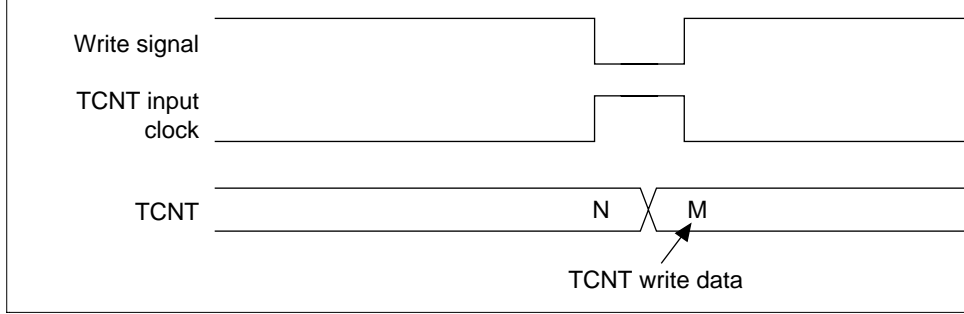 Write signal
TCNT input
clock
TCNT
N
M
TCNT write data